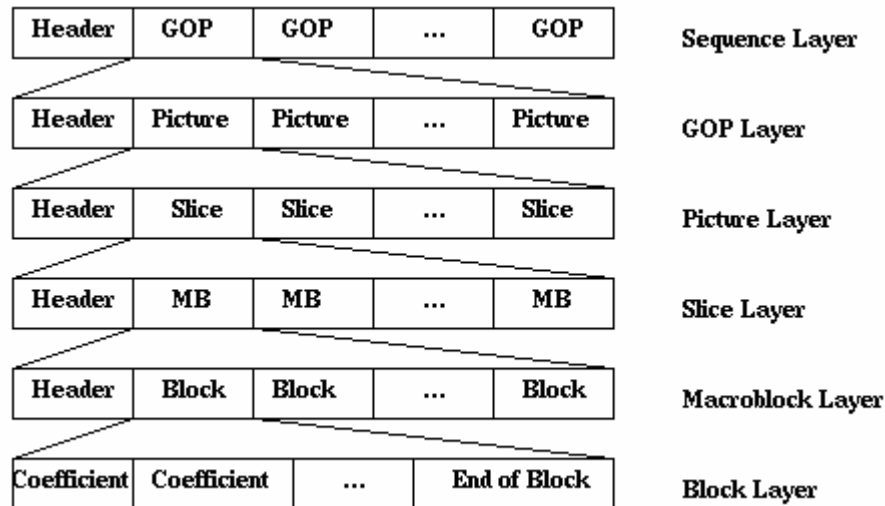 Header GOP GOP ... GOP Sequence Layer
Header Picture Picture ... Picture GOP Layer
Header Slice Slice ... Slice Picture Layer
Header MB MB ... MB Slice Layer
Header Block Block ... Block Macroblock Layer
Coefficient Coefficient ... End of Block Block Layer